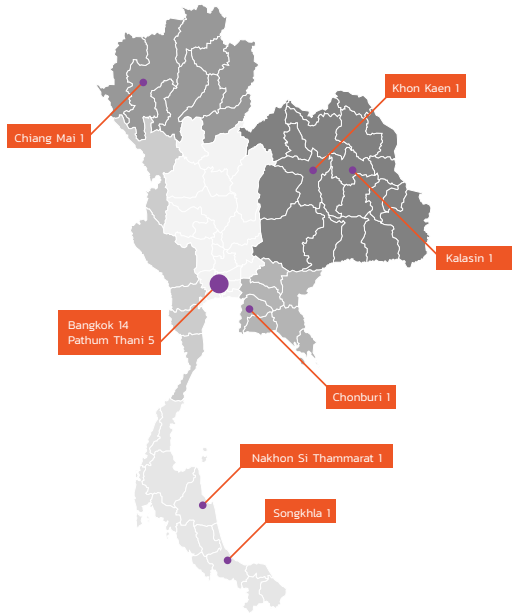 Khon Kaen 1
Chiang Mai 1
Kalasin 1
Bangkok 14
Pathum Thani 5
Chonburi 1
Nakhon Si Thammarat 1
Songkhla 1